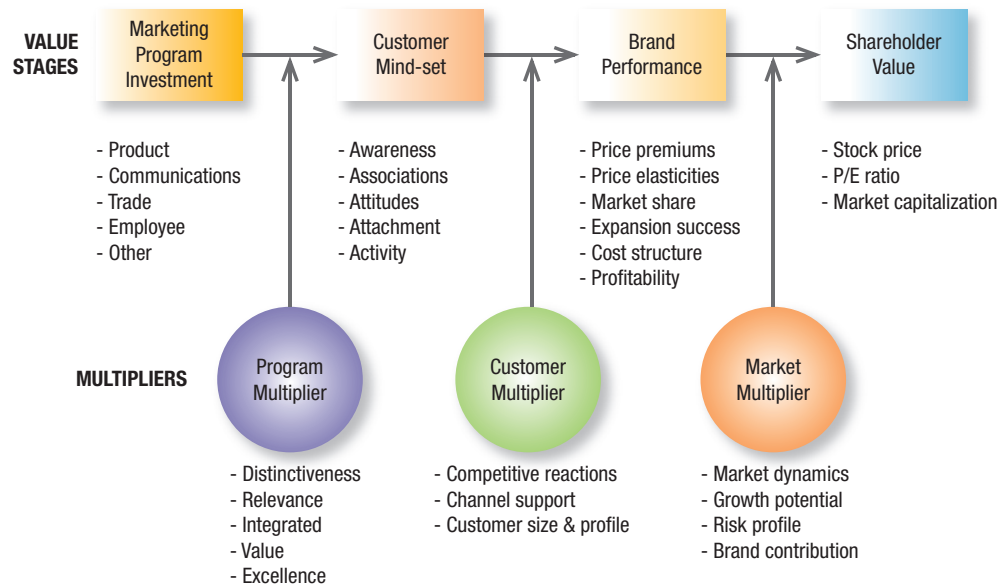 VALUE
STAGES
Marketing
Program
Investment
Customer
Mind-set
Brand
Performance
Shareholder
Value
- Product
- Communications
- Trade
- Employee
- Other
- Awareness
- Associations
- Attitudes
- Attachment
- Activity
- Price premiums
- Price elasticities
- Market share
- Expansion success
- Cost structure
- Profitability
- Stock price
- P/E ratio
- Market capitalization
MULTIPLIERS
Program
Multiplier
Customer
Multiplier
Market
Multiplier
- Distinctiveness
- Relevance
- Integrated
- Value
- Excellence
- Competitive reactions
- Channel support
- Customer size & profile
- Market dynamics
- Growth potential
- Risk profile
- Brand contribution